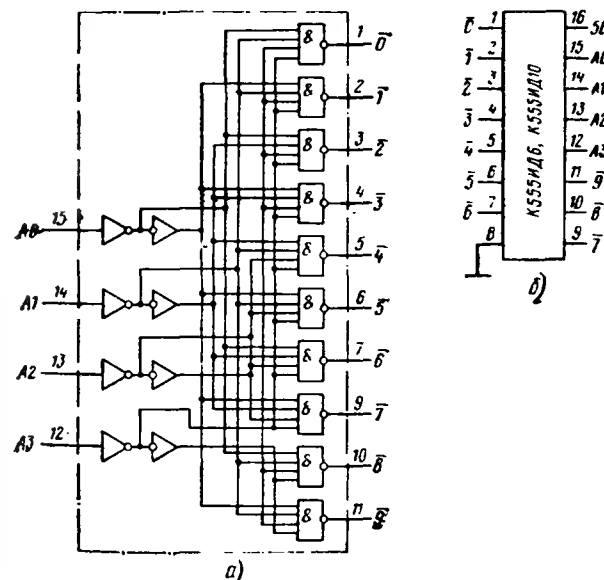 & 1 0̅
& 2 1̅
& 3 2̅
& 4 3̅
A0 15
& 5 4̅
A1 14
& 6 5̅
A2 13
& 7 6̅
& 9 7̅
A3 12
& 10 8̅
& 11 9̅
а)
0̅ 1
1̅ 2
2̅ 3
3̅ 4
4̅ 5
5̅ 6
6̅ 7
8
К555ИД6, К555ИД10
16
15 A0
14 A1
13 A2
12 A3
11 9̅
10 8̅
9 7̅
б)